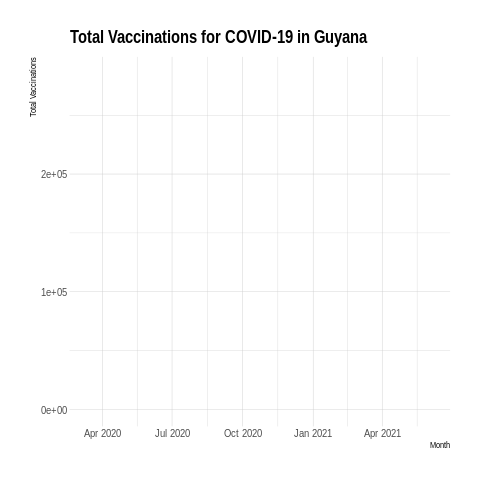 Total Vaccinations for COVID-19 in Guyana
Total Vaccinations
2e+05
1e+05
0e+00
Apr 2020
Jul 2020
Oct 2020
Jan 2021
Apr 2021
Month